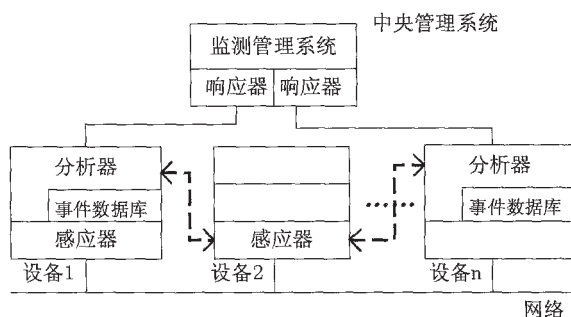 中央管理系统
监测管理系统
响应器 响应器
分析器
事件数据库
感应器
设备1
感应器
设备2
……
分析器
事件数据库
设备n
网络